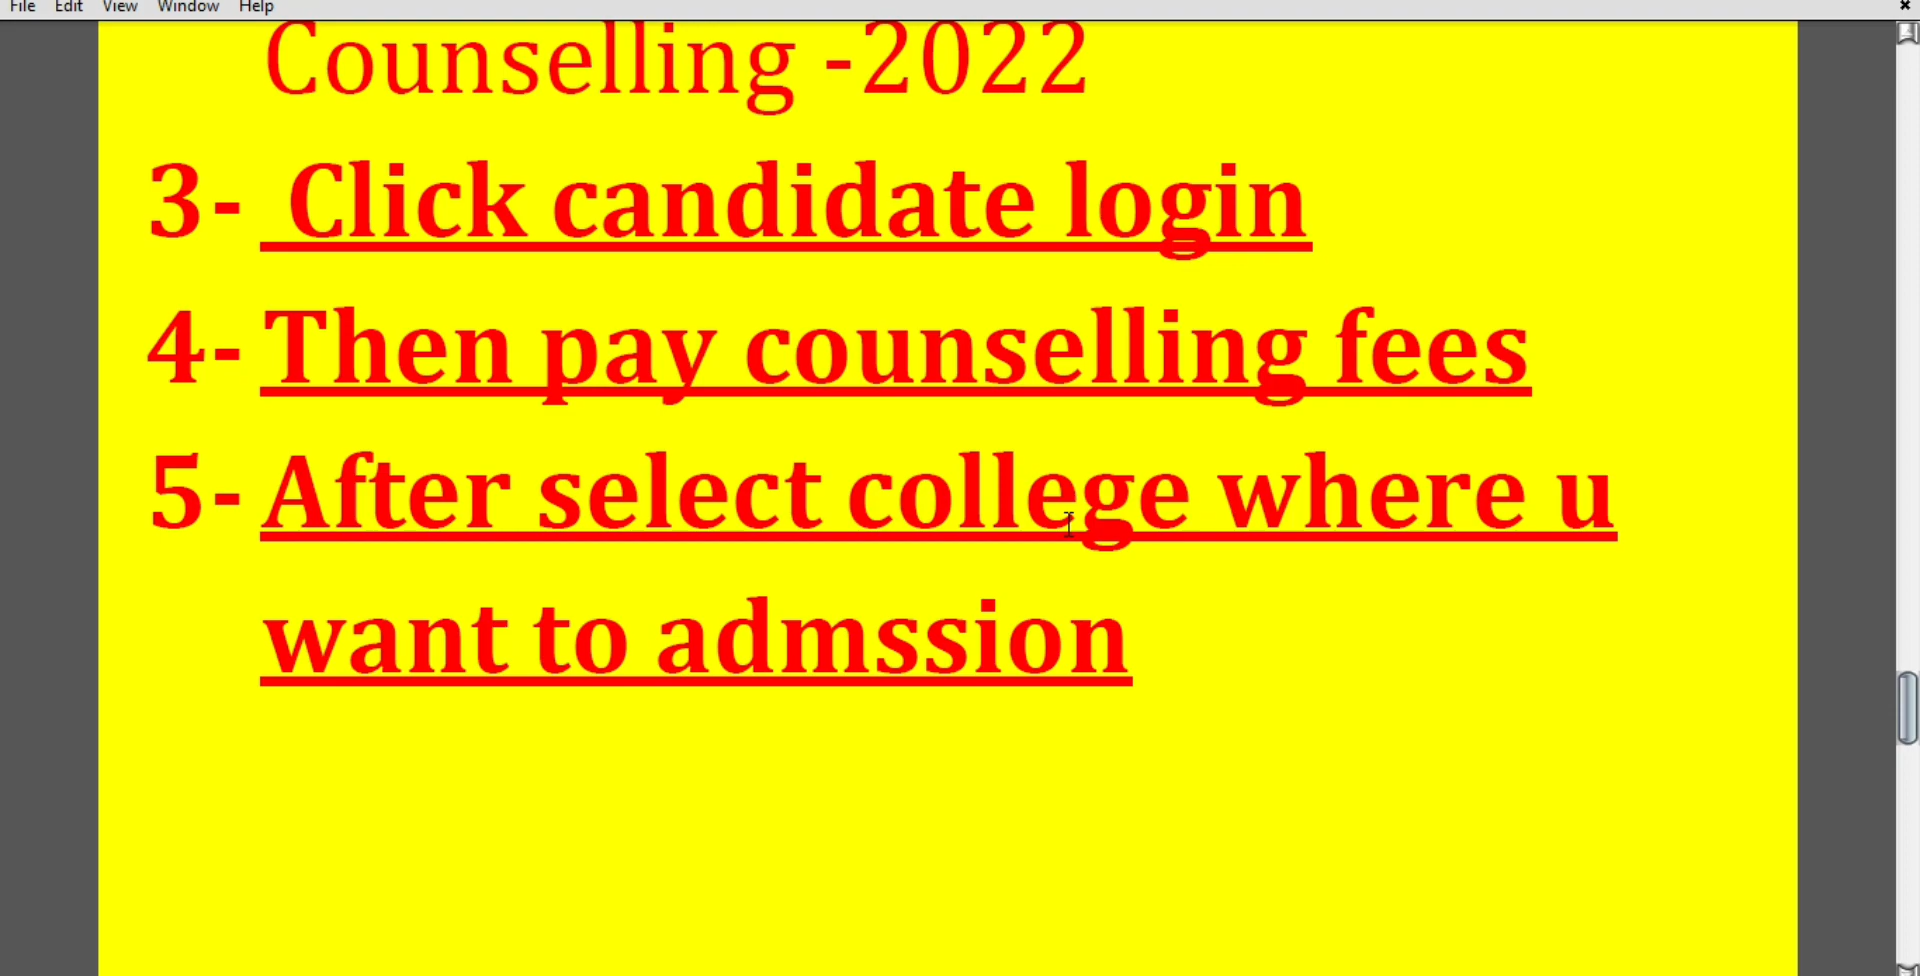 File Edit View Window Help
Counselling -2022
3- Click candidate login
4- Then pay counselling fees
5- After select college where u
want to admssion